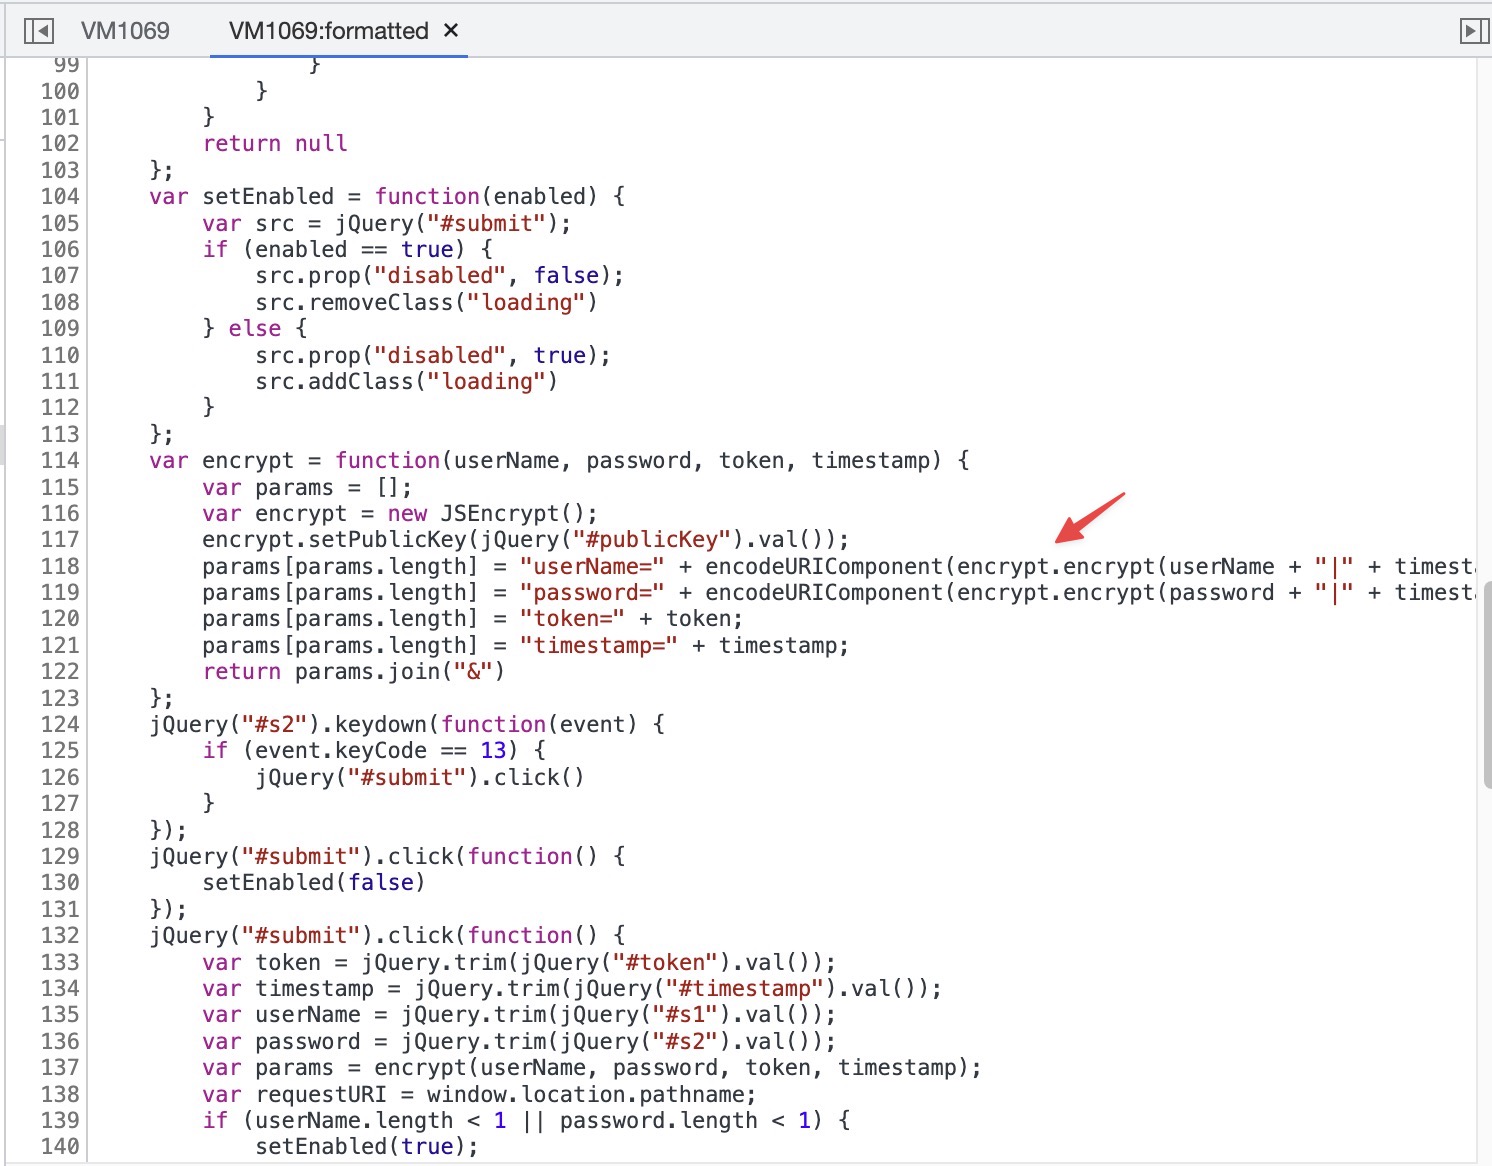 VM1069 VM1069:formatted ×
99 }
100 }
101 }
102 return null
103 };
104 var setEnabled = function(enabled) {
105 var src = jQuery("#submit");
106 if (enabled == true) {
107 src.prop("disabled", false);
108 src.removeClass("loading")
109 } else {
110 src.prop("disabled", true);
111 src.addClass("loading")
112 }
113 };
114 var encrypt = function(userName, password, token, timestamp) {
115 var params = [];
116 var encrypt = new JSEncrypt();
117 encrypt.setPublicKey(jQuery("#publicKey").val());
118 params[params.length] = "userName=" + encodeURIComponent(encrypt.encrypt(userName + "|" + timest
119 params[params.length] = "password=" + encodeURIComponent(encrypt.encrypt(password + "|" + timest
120 params[params.length] = "token=" + token;
121 params[params.length] = "timestamp=" + timestamp;
122 return params.join("&")
123 };
124 jQuery("#s2").keydown(function(event) {
125 if (event.keyCode == 13) {
126 jQuery("#submit").click()
127 }
128 });
129 jQuery("#submit").click(function() {
130 setEnabled(false)
131 });
132 jQuery("#submit").click(function() {
133 var token = jQuery.trim(jQuery("#token").val());
134 var timestamp = jQuery.trim(jQuery("#timestamp").val());
135 var userName = jQuery.trim(jQuery("#s1").val());
136 var password = jQuery.trim(jQuery("#s2").val());
137 var params = encrypt(userName, password, token, timestamp);
138 var requestURI = window.location.pathname;
139 if (userName.length < 1 || password.length < 1) {
140 setEnabled(true);